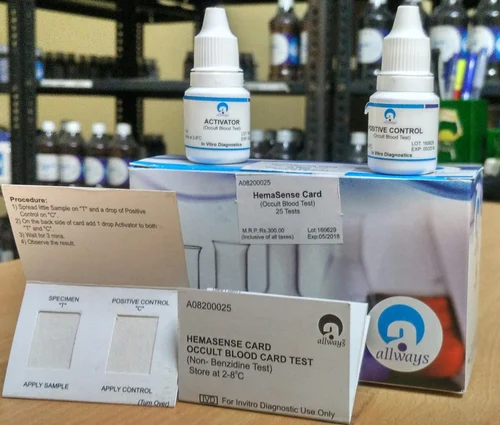 ACTIVATOR
(Occult Blood Test)
In Vitro Diagnostics
POSITIVE CONTROL
(Occult Blood Test)
LOT: 160629
EXP: 05/2018
In Vitro Diagnostics
A08200025
HemaSense Card
(Occult Blood Test)
25 Tests
M.R.P.:Rs.300.00 Lot:160629
(Inclusive of all taxes) Exp:05/2018
allways
Procedure:
1) Spread little Sample on "T" and a drop of Positive
Control on "C"
2) On the back side of card add 1 drop Activator to both
"T" and "C"
3) Wait for 3 mins.
4) Observe the result.
SPECIMEN
"T"
POSITIVE CONTROL
"C"
APPLY SAMPLE
APPLY CONTROL
(Turn Over)
A08200025
allways
HEMASENSE CARD
OCCULT BLOOD CARD TEST
(Non- Benzidine Test)
Store at 2-8°C
IVD For Invitro Diagnostic Use Only